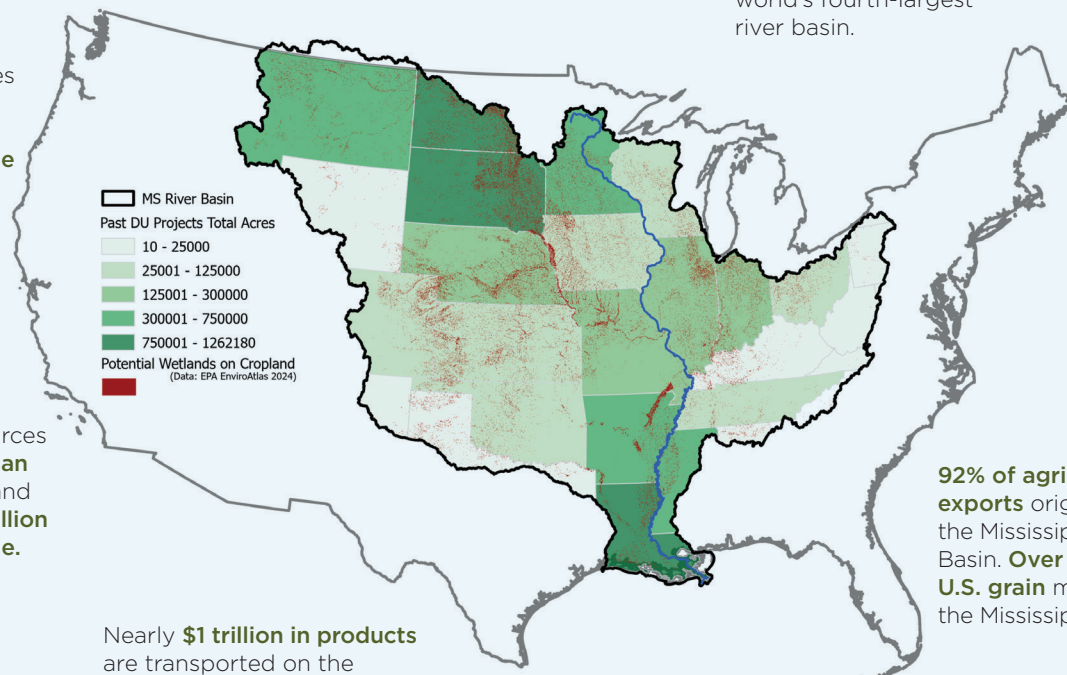 world's fourth-largest
river basin.
es
e
MS River Basin
Past DU Projects Total Acres
10 - 25000
25001 - 125000
125001 - 300000
300001 - 750000
750001 - 1262180
Potential Wetlands on Cropland
(Data: EPA EnviroAtlas 2024)
rces
an
and
llion
e.
92% of agri
exports orig
the Mississip
Basin. Over
U.S. grain m
the Mississip
Nearly $1 trillion in products
are transported on the